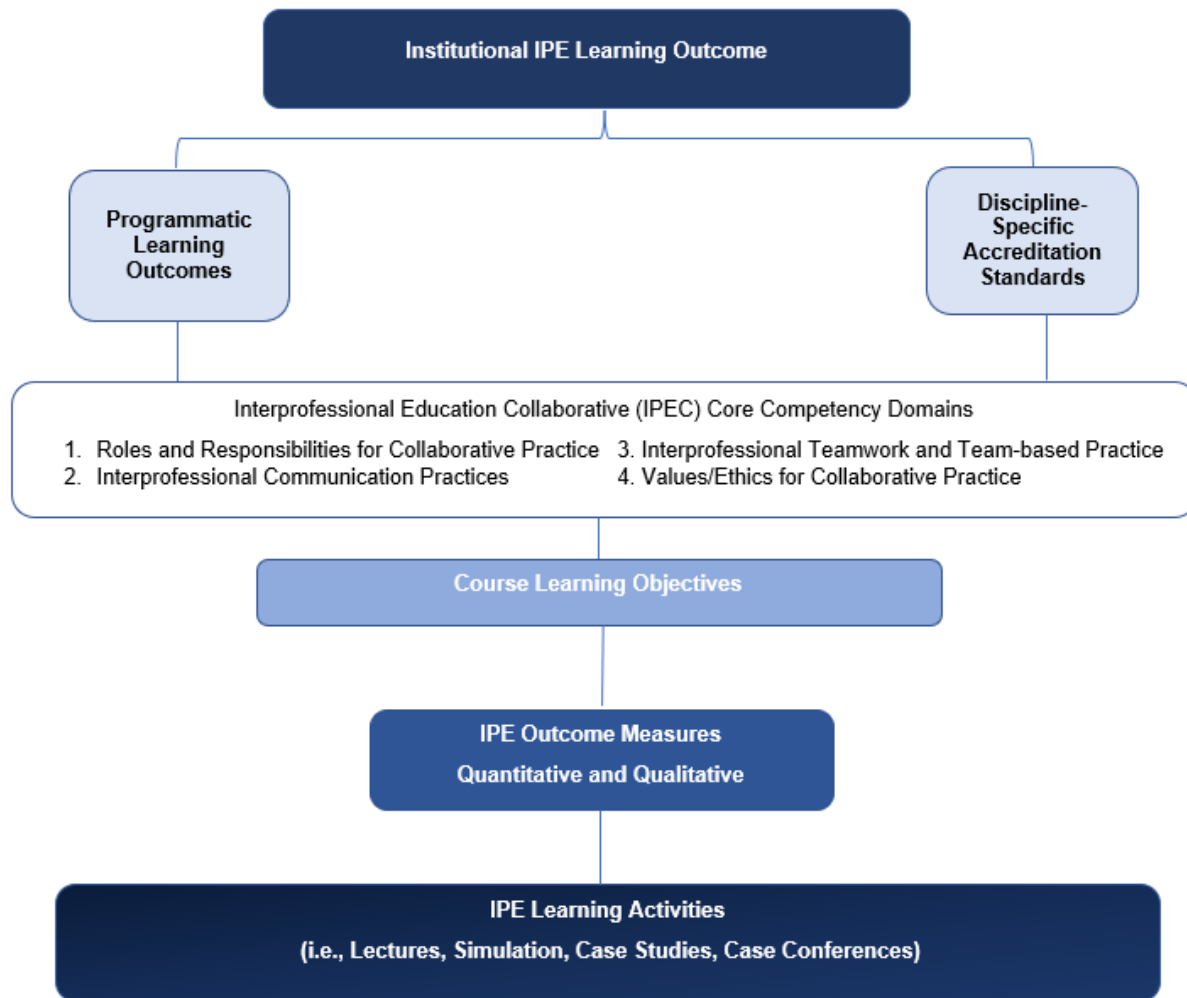 Institutional IPE Learning Outcome
Programmatic
Learning
Outcomes
Discipline-
Specific
Accreditation
Standards
Interprofessional Education Collaborative (IPEC) Core Competency Domains
1. Roles and Responsibilities for Collaborative Practice
2. Interprofessional Communication Practices
3. Interprofessional Teamwork and Team-based Practice
4. Values/Ethics for Collaborative Practice
Course Learning Objectives
IPE Outcome Measures
Quantitative and Qualitative
IPE Learning Activities
(i.e., Lectures, Simulation, Case Studies, Case Conferences)